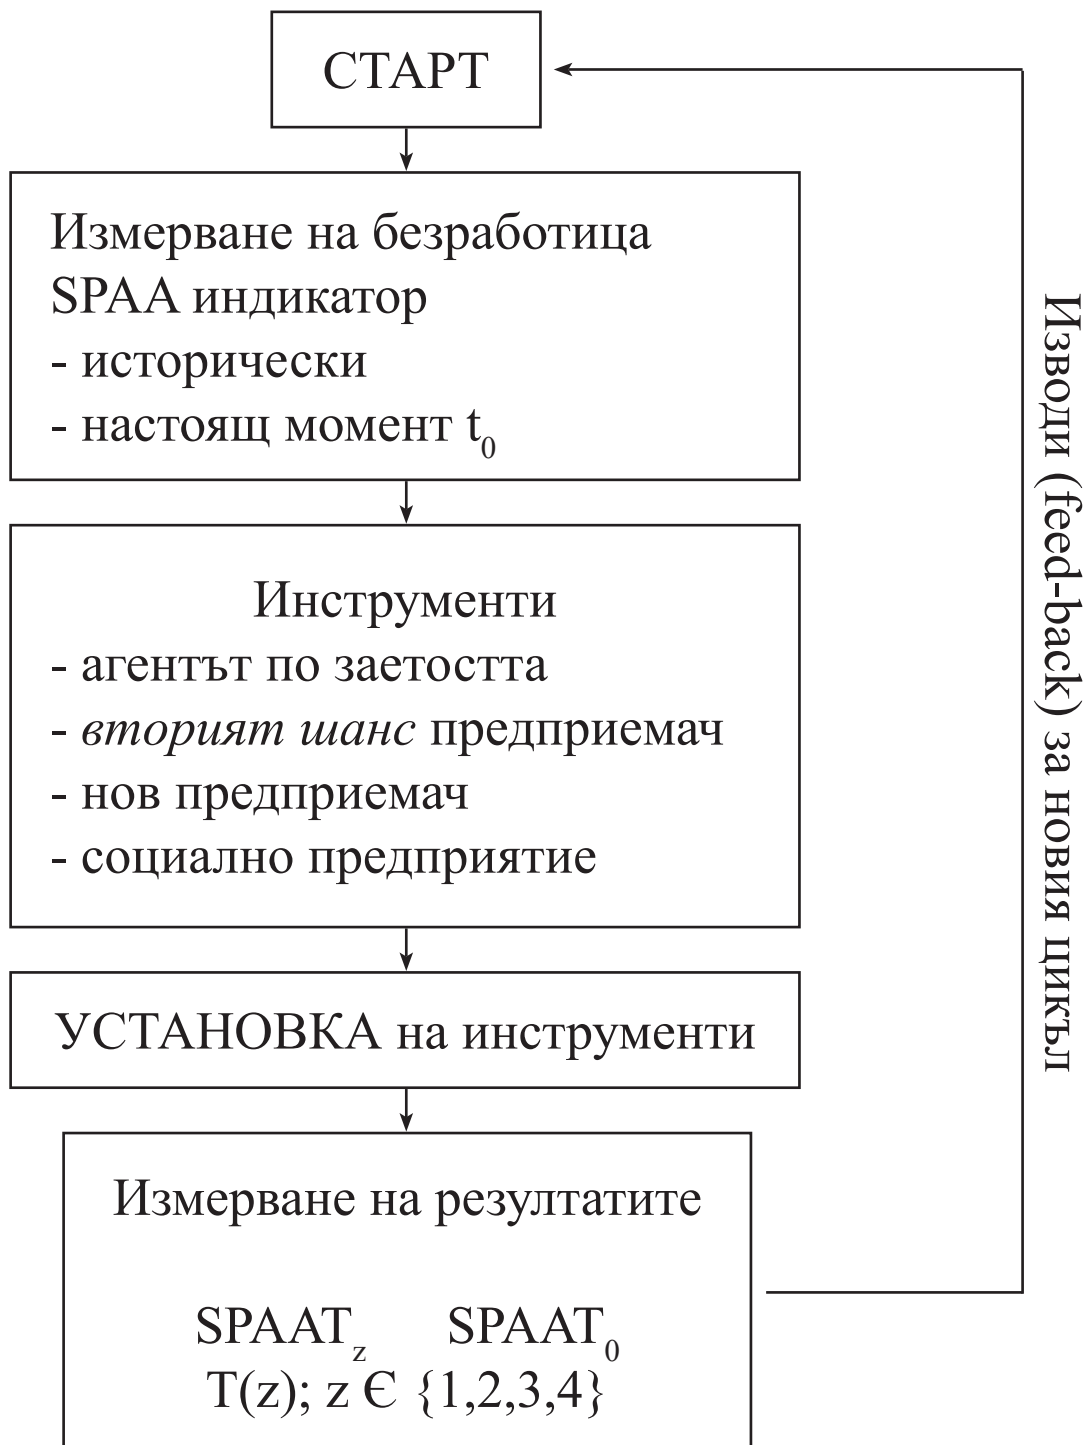 СТАРТ
Измерване на безработица
SPAA индикатор
- исторически
- настоящ момент t₀
Инструменти
- агентът по заетостта
- вторият шанс предприемач
- нов предприемач
- социално предприятие
УСТАНОВКА на инструменти
Измерване на резултатите
SPAATz SPAAT₀
T(z); z Є {1,2,3,4}
Изводи (feed-back) за новия цикъл